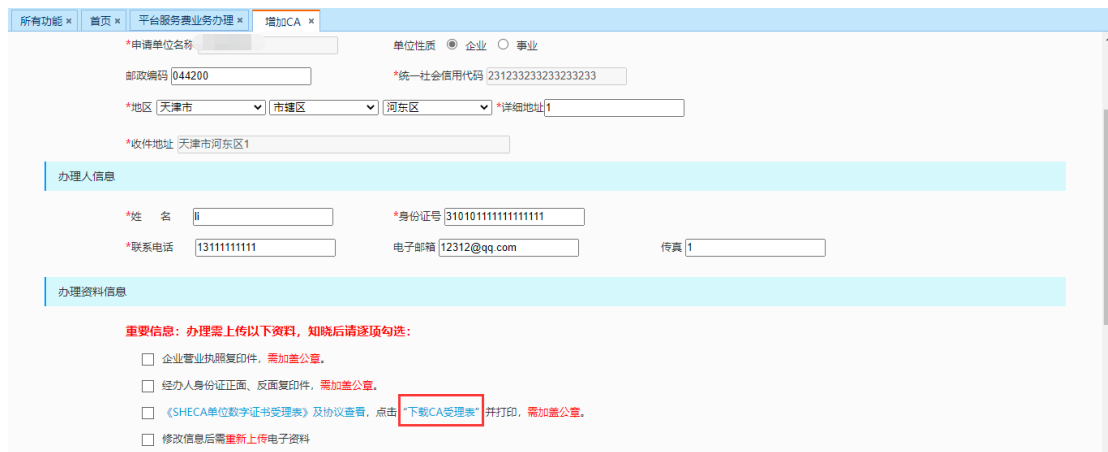 所有功能 × 首页 × 平台服务费业务办理 × 增加CA ×
*申请单位名称 单位性质 企业 事业
邮政编码 044200 *统一社会信用代码 231233233233233233
*地区 天津市 市辖区 河东区 *详细地址 1
*收件地址 天津市河东区1
办理人信息
*姓 名 li *身份证号 310101111111111111
*联系电话 13111111111 电子邮箱 12312@qq.com 传真 1
办理资料信息
重要信息：办理需上传以下资料，知晓后请逐项勾选：
企业营业执照复印件，需加盖公章。
经办人身份证正面、反面复印件，需加盖公章。
《SHECA单位数字证书受理表》及协议查看，点击 “下载CA受理表” 并打印，需加盖公章。
修改信息后需重新上传电子资料